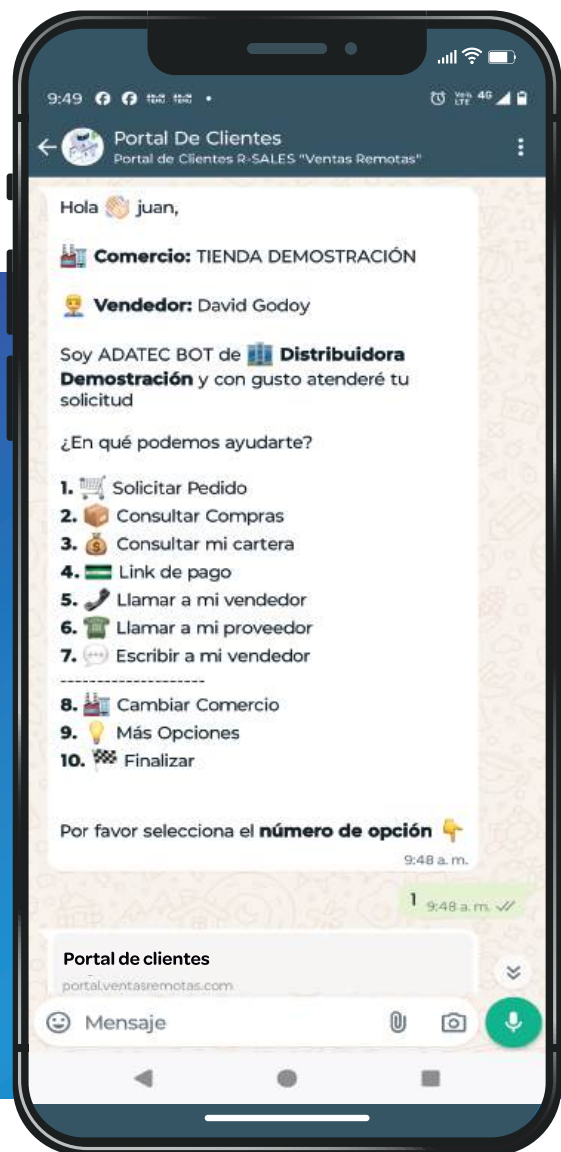 9:49
VoD LTE 4G
Portal De Clientes
Portal de Clientes R-SALES "Ventas Remotas"
Hola 👋🏻 juan,
🏭 Comercio: TIENDA DEMOSTRACIÓN
👨‍💼 Vendedor: David Godoy
Soy ADATEC BOT de 🏢 Distribuidora
Demostración y con gusto atenderé tu
solicitud
¿En qué podemos ayudarte?
1. 🛒 Solicitar Pedido
2. 📦 Consultar Compras
3. 💰 Consultar mi cartera
4. 💳 Link de pago
5. 📞 Llamar a mi vendedor
6. ☎ Llamar a mi proveedor
7. 💬 Escribir a mi vendedor
--------------------
8. 🏭 Cambiar Comercio
9. 💡 Más Opciones
10. 🏁 Finalizar
Por favor selecciona el número de opción 👇
9:48 a. m.
1 9:48 a. m.
Portal de clientes
portal.ventasremotas.com
Mensaje